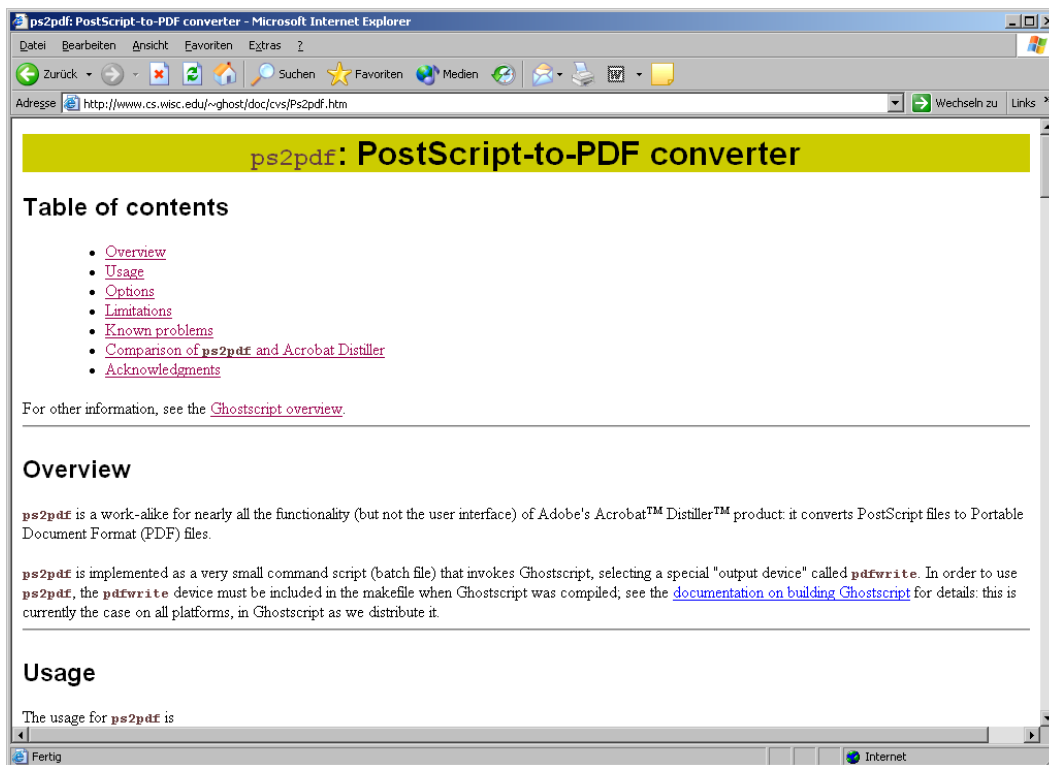 ps2pdf: PostScript-to-PDF converter - Microsoft Internet Explorer
Datei Bearbeiten Ansicht Favoriten Extras ?
Zurück Suchen Favoriten Medien
Adresse http://www.cs.wisc.edu/~ghost/doc/cvs/Ps2pdf.htm Wechseln zu Links »
ps2pdf: PostScript-to-PDF converter
Table of contents
• Overview
• Usage
• Options
• Limitations
• Known problems
• Comparison of ps2pdf and Acrobat Distiller
• Acknowledgments
For other information, see the Ghostscript overview.
Overview
ps2pdf is a work-alike for nearly all the functionality (but not the user interface) of Adobe's Acrobat™ Distiller™ product: it converts PostScript files to Portable
Document Format (PDF) files.
ps2pdf is implemented as a very small command script (batch file) that invokes Ghostscript, selecting a special "output device" called pdfwrite. In order to use
ps2pdf, the pdfwrite device must be included in the makefile when Ghostscript was compiled; see the documentation on building Ghostscript for details: this is
currently the case on all platforms, in Ghostscript as we distribute it.
Usage
The usage for ps2pdf is
Fertig Internet